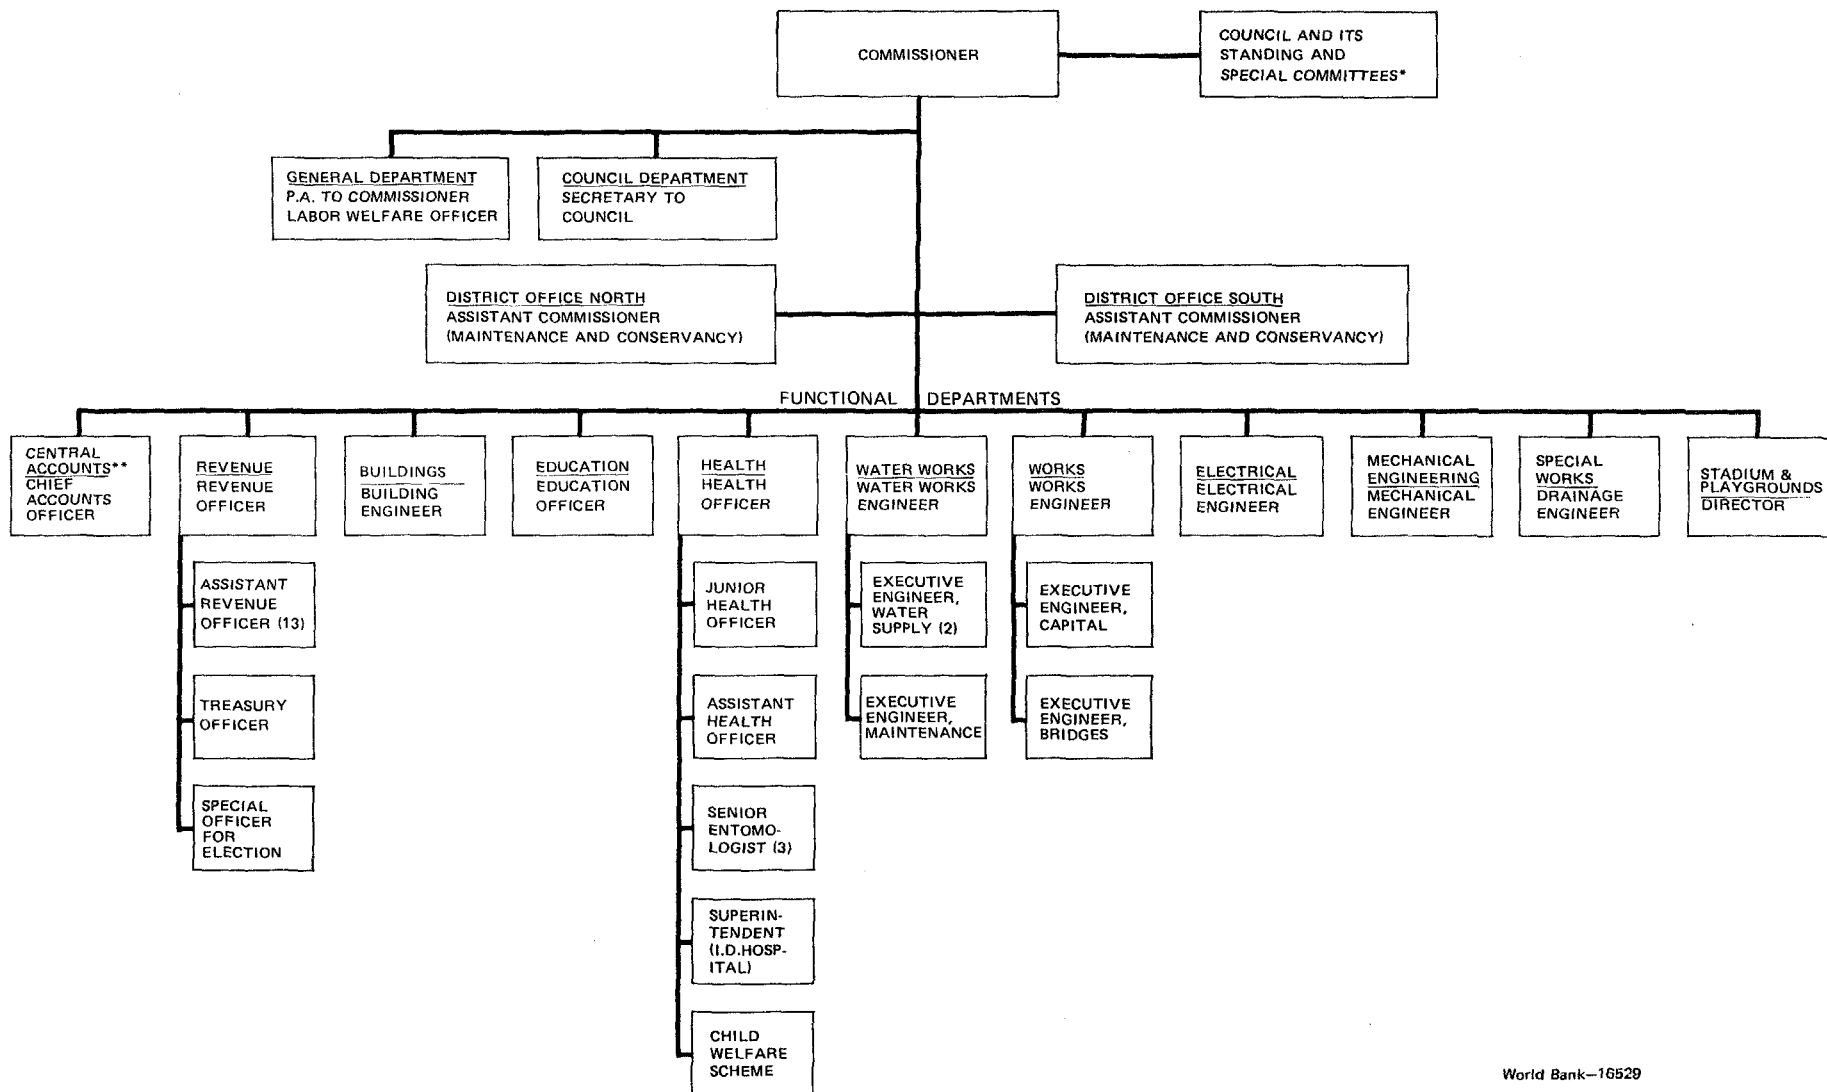 COMMISSIONER
COUNCIL AND ITS
STANDING AND
SPECIAL COMMITTEES*
GENERAL DEPARTMENT
P.A. TO COMMISSIONER
LABOR WELFARE OFFICER
COUNCIL DEPARTMENT
SECRETARY TO
COUNCIL
DISTRICT OFFICE NORTH
ASSISTANT COMMISSIONER
(MAINTENANCE AND CONSERVANCY)
DISTRICT OFFICE SOUTH
ASSISTANT COMMISSIONER
(MAINTENANCE AND CONSERVANCY)
FUNCTIONAL DEPARTMENTS
CENTRAL
ACCOUNTS**
CHIEF
ACCOUNTS
OFFICER
REVENUE
REVENUE
OFFICER
BUILDINGS
BUILDING
ENGINEER
EDUCATION
EDUCATION
OFFICER
HEALTH
HEALTH
OFFICER
WATER WORKS
WATER WORKS
ENGINEER
WORKS
WORKS
ENGINEER
ELECTRICAL
ELECTRICAL
ENGINEER
MECHANICAL
ENGINEERING
MECHANICAL
ENGINEER
SPECIAL
WORKS
DRAINAGE
ENGINEER
STADIUM &
PLAYGROUNDS
DIRECTOR
ASSISTANT
REVENUE
OFFICER (13)
TREASURY
OFFICER
SPECIAL
OFFICER
FOR
ELECTION
JUNIOR
HEALTH
OFFICER
ASSISTANT
HEALTH
OFFICER
SENIOR
ENTOMO-
LOGIST (3)
SUPERIN-
TENDENT
(I.D.HOSP-
ITAL)
CHILD
WELFARE
SCHEME
EXECUTIVE
ENGINEER,
WATER
SUPPLY (2)
EXECUTIVE
ENGINEER,
MAINTENANCE
EXECUTIVE
ENGINEER,
CAPITAL
EXECUTIVE
ENGINEER,
BRIDGES
World Bank—16529